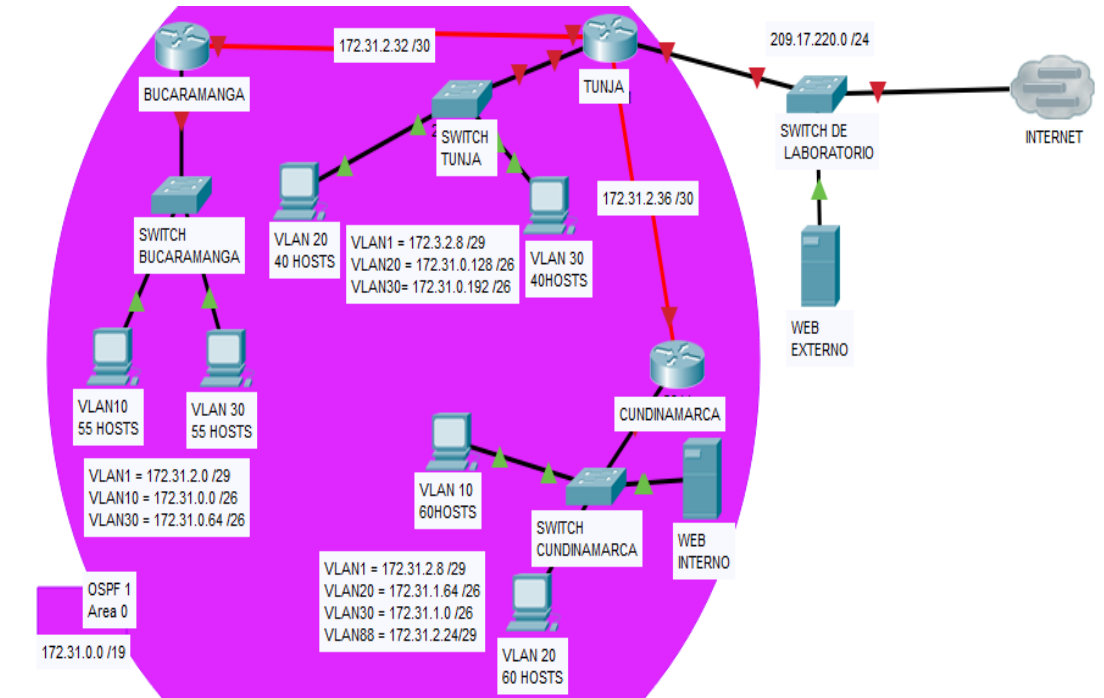 172.31.2.32 /30
BUCARAMANGA
TUNJA
209.17.220.0 /24
SWITCH DE
LABORATORIO
INTERNET
SWITCH
TUNJA
172.31.2.36 /30
SWITCH
BUCARAMANGA
VLAN 20
40 HOSTS
VLAN1 = 172.3.2.8 /29
VLAN20 = 172.31.0.128 /26
VLAN30= 172.31.0.192 /26
VLAN 30
40HOSTS
WEB
EXTERNO
VLAN10
55 HOSTS
VLAN 30
55 HOSTS
CUNDINAMARCA
VLAN1 = 172.31.2.0 /29
VLAN10 = 172.31.0.0 /26
VLAN30 = 172.31.0.64 /26
VLAN 10
60HOSTS
SWITCH
CUNDINAMARCA
WEB
INTERNO
VLAN1 = 172.31.2.8 /29
VLAN20 = 172.31.1.64 /26
VLAN30 = 172.31.1.0 /26
VLAN88 = 172.31.2.24/29
OSPF 1
Area 0
172.31.0.0 /19
VLAN 20
60 HOSTS